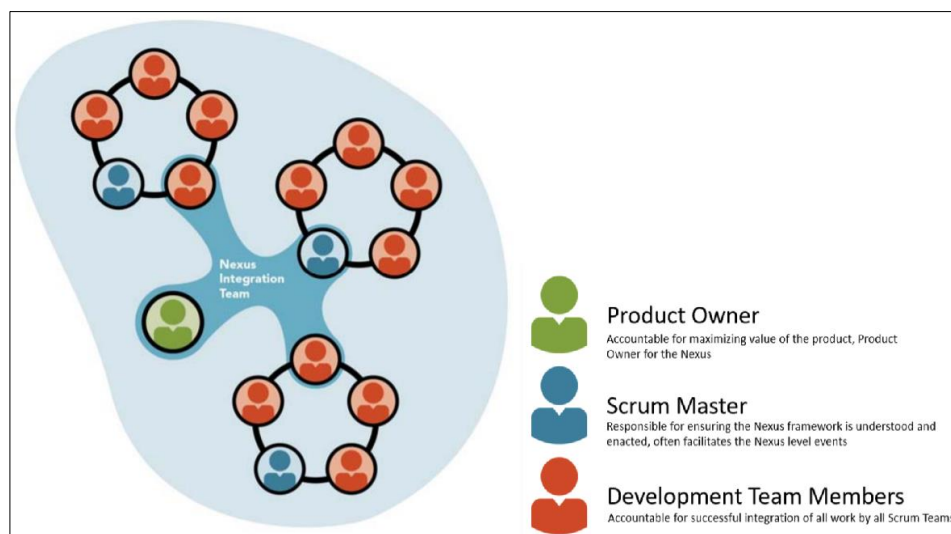 Nexus
Integration
Team
Product Owner
Accountable for maximizing value of the product, Product
Owner for the Nexus
Scrum Master
Responsible for ensuring the Nexus framework is understood and
enacted, often facilitates the Nexus level events
Development Team Members
Accountable for successful integration of all work by all Scrum Teams